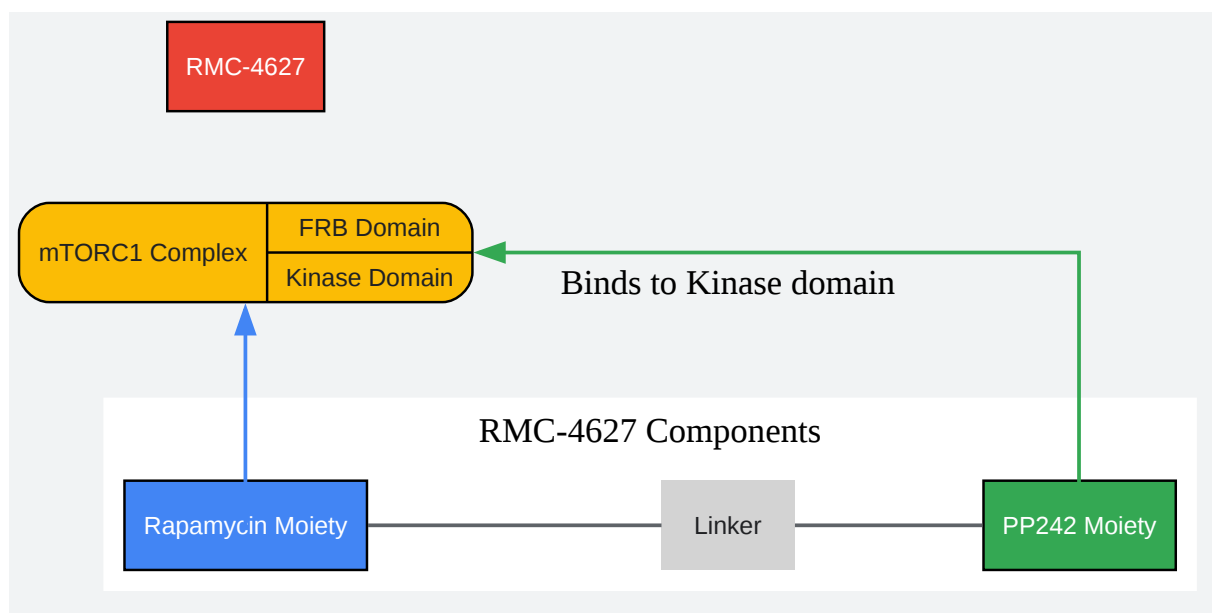 RMC-4627
mTORC1 Complex
FRB Domain
Kinase Domain
Binds to Kinase domain
RMC-4627 Components
Rapamycin Moiety
Linker
PP242 Moiety